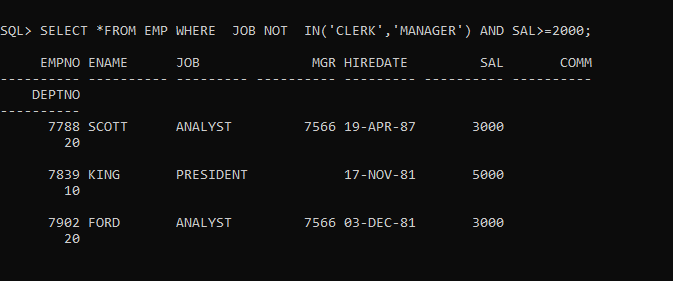 SQL> SELECT *FROM EMP WHERE  JOB NOT  IN('CLERK','MANAGER') AND SAL>=2000;
     EMPNO ENAME      JOB              MGR HIREDATE         SAL       COMM
---------- ---------- --------- ---------- --------- ---------- ----------
    DEPTNO
----------
      7788 SCOTT      ANALYST         7566 19-APR-87       3000
        20
      7839 KING       PRESIDENT            17-NOV-81       5000
        10
      7902 FORD       ANALYST         7566 03-DEC-81       3000
        20